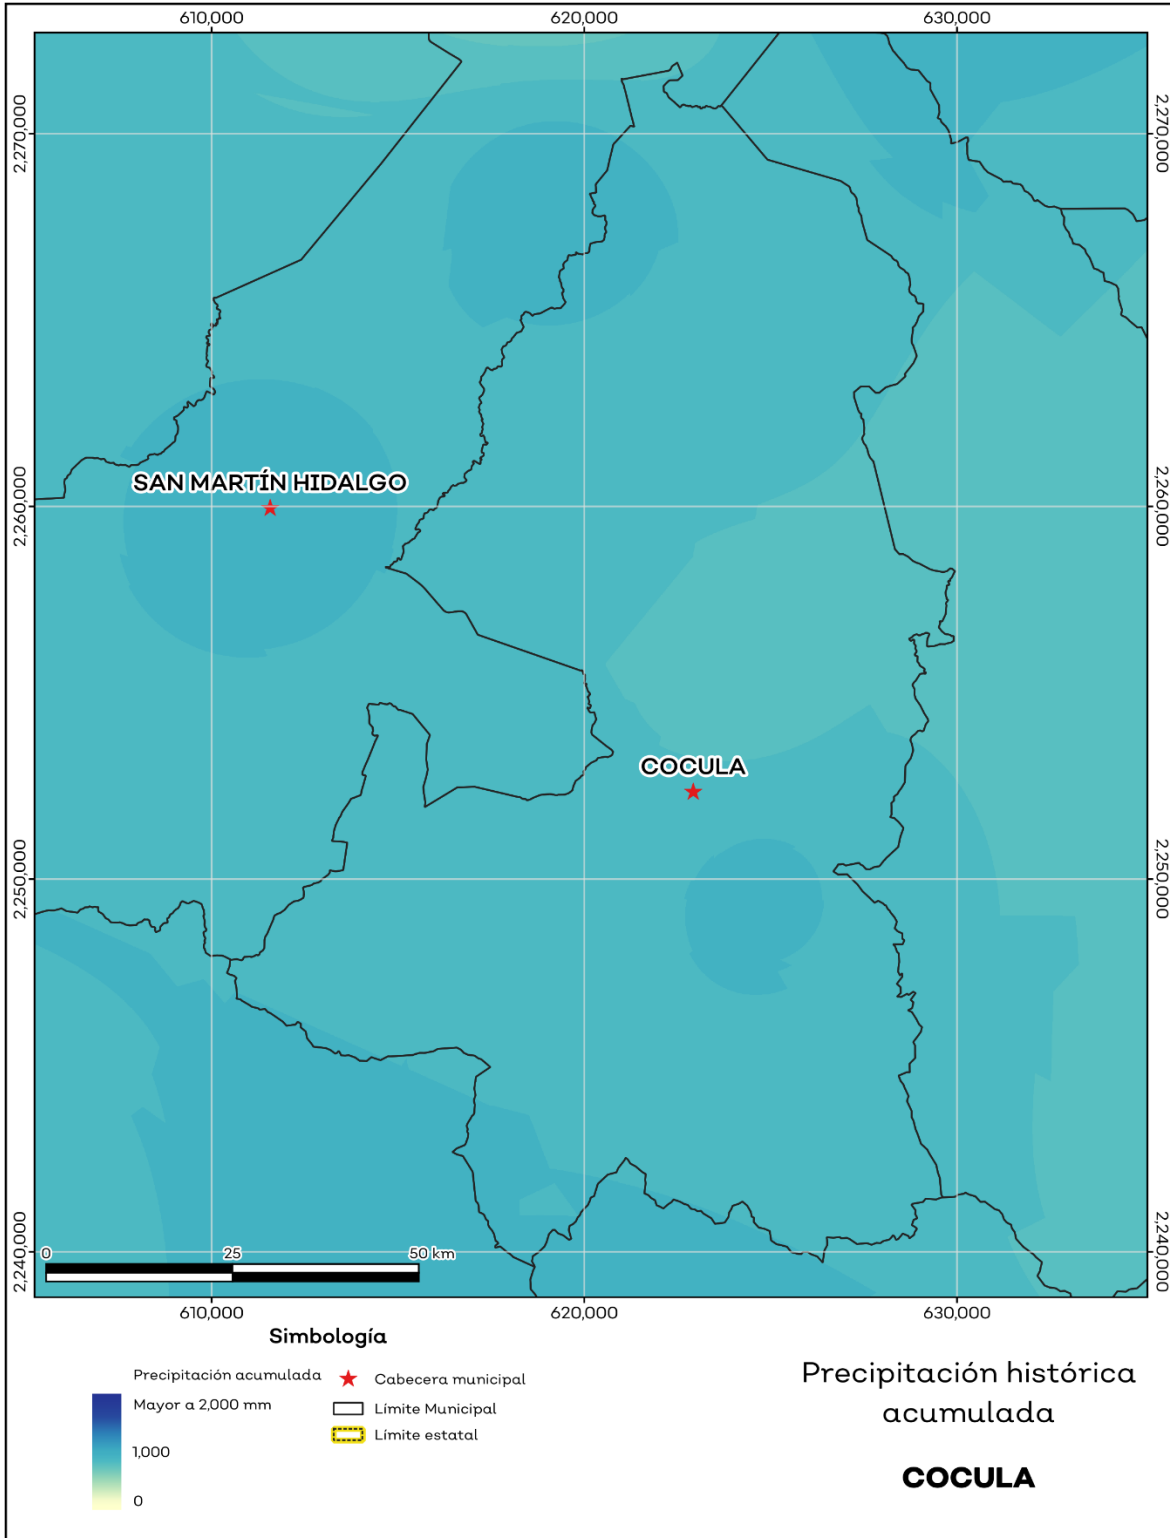 610,000
620,000
630,000
2,270,000
2,270,000
SAN MARTÍN HIDALGO
2,260,000
2,260,000
COCULA
2,250,000
2,250,000
2,240,000
2,240,000
0
25
50 km
610,000
620,000
630,000
Simbología
Precipitación acumulada
Mayor a 2,000 mm
1,000
0
Cabecera municipal
Límite Municipal
Límite estatal
Precipitación histórica
acumulada
COCULA